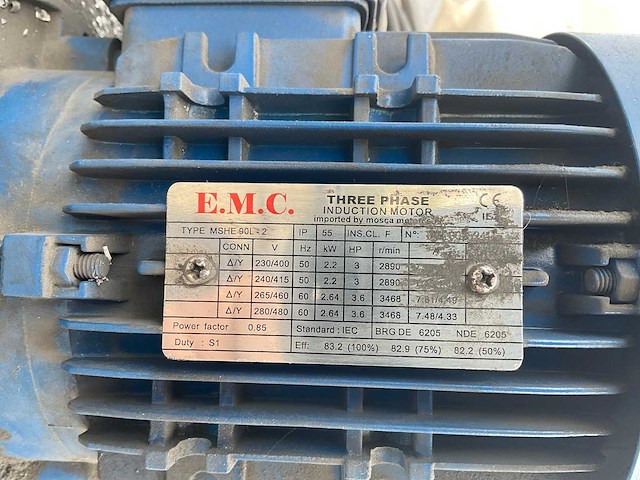 E.M.C. THREE PHASE CE
INDUCTION MOTOR
imported by mosca
TYPE MSHE 90L - 2 IP 55 INS.CL. F N°:
CONN V Hz kW HP r/min
Δ/Y 230/400 50 2.2 3 2890
Δ/Y 240/415 50 2.2 3 2890
Δ/Y 265/460 60 2.64 3.6 3468 7.81/4.49
Δ/Y 280/480 60 2.64 3.6 3468 7.48/4.33
Power factor 0.85 Standard : IEC BRG DE 6205 NDE 6205
Duty : S1 Eff: 83.2 (100%) 82.9 (75%) 82.2 (50%)